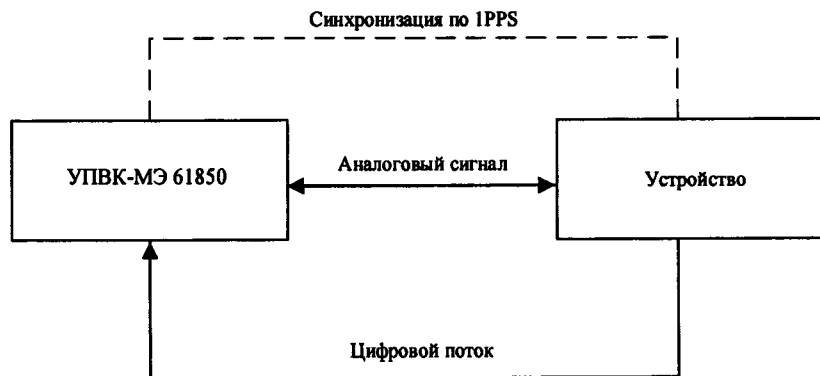 Синхронизация по 1PPS
УПВК-МЭ 61850
Аналоговый сигнал
Устройство
Цифровой поток